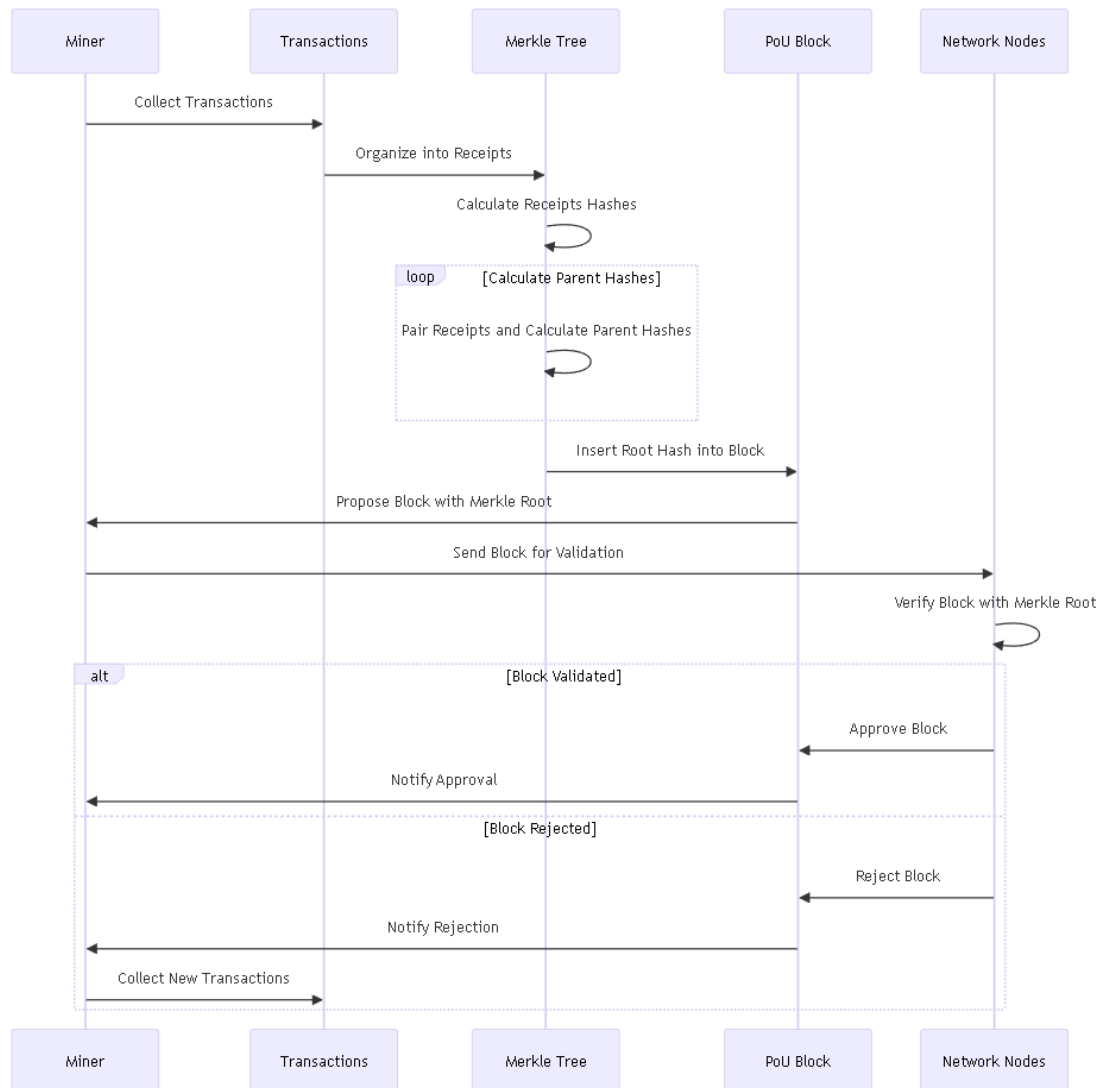 Miner
Transactions
Merkle Tree
PoU Block
Network Nodes
Collect Transactions
Organize into Receipts
Calculate Receipts Hashes
loop
[Calculate Parent Hashes]
Pair Receipts and Calculate Parent Hashes
Insert Root Hash into Block
Propose Block with Merkle Root
Send Block for Validation
Verify Block with Merkle Root
alt
[Block Validated]
Approve Block
Notify Approval
[Block Rejected]
Reject Block
Notify Rejection
Collect New Transactions
Miner
Transactions
Merkle Tree
PoU Block
Network Nodes